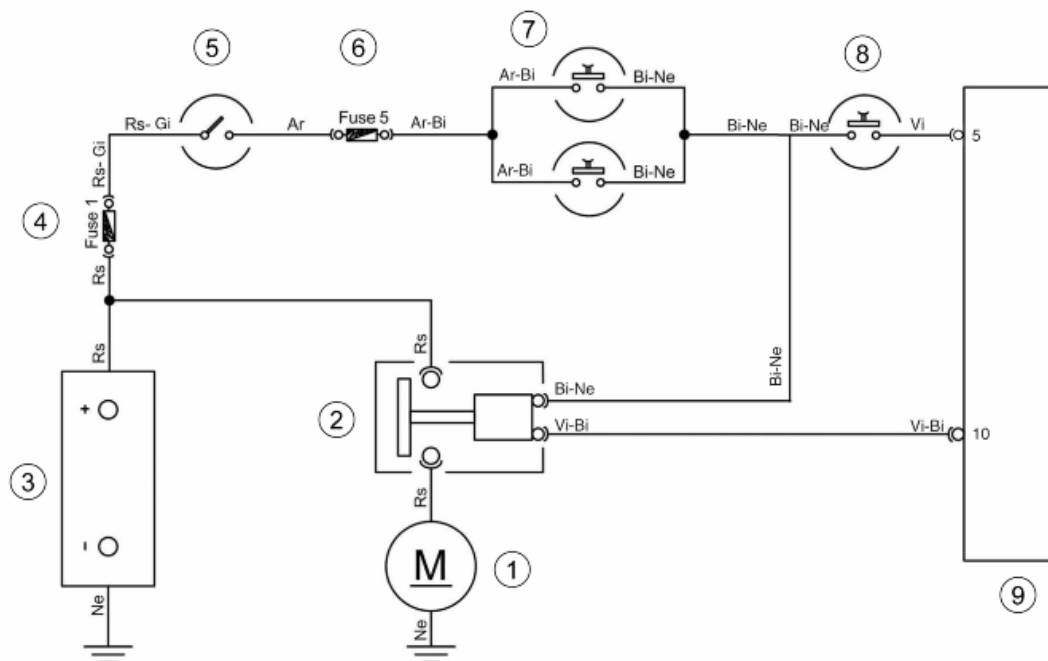 5
6
7
8
Ar-Bi
Bi-Ne
Rs- Gi
Ar
Fuse 5
Ar-Bi
Bi-Ne
Bi-Ne
Vi
5
Ar-Bi
Bi-Ne
Rs- Gi
4
Fuse 1
Rs
Rs
Rs
Bi-Ne
+
2
Bi-Ne
Vi-Bi
Vi-Bi
10
3
Rs
-
M
1
9
Ne
Ne